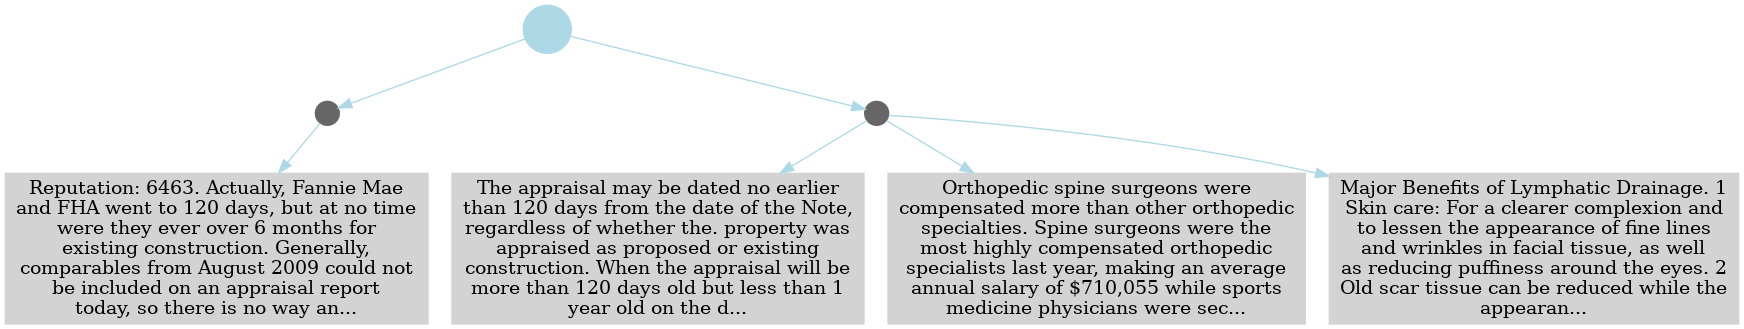 Reputation: 6463. Actually, Fannie Mae
and FHA went to 120 days, but at no time
were they ever over 6 months for
existing construction. Generally,
comparables from August 2009 could not
be included on an appraisal report
today, so there is no way an...
The appraisal may be dated no earlier
than 120 days from the date of the Note,
regardless of whether the. property was
appraised as proposed or existing
construction. When the appraisal will be
more than 120 days old but less than 1
year old on the d...
Orthopedic spine surgeons were
compensated more than other orthopedic
specialties. Spine surgeons were the
most highly compensated orthopedic
specialists last year, making an average
annual salary of $710,055 while sports
medicine physicians were sec...
Major Benefits of Lymphatic Drainage. 1
Skin care: For a clearer complexion and
to lessen the appearance of fine lines
and wrinkles in facial tissue, as well
as reducing puffiness around the eyes. 2
Old scar tissue can be reduced while the
appearan...